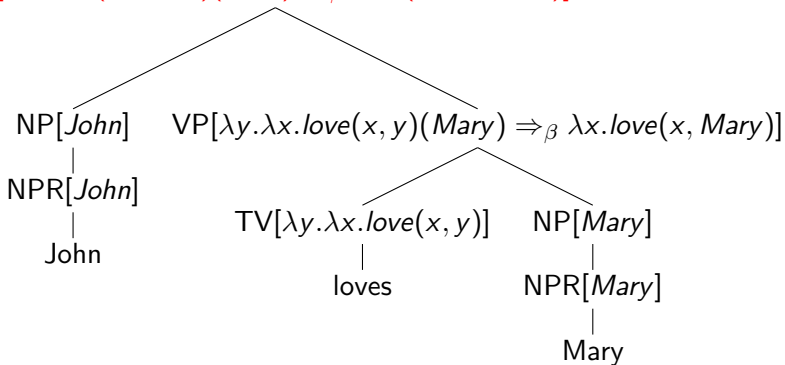 NP[John] VP[λy.λx.love(x, y)(Mary) ⇒β λx.love(x, Mary)]
NPR[John]
TV[λy.λx.love(x, y)] NP[Mary]
John
loves NPR[Mary]
Mary